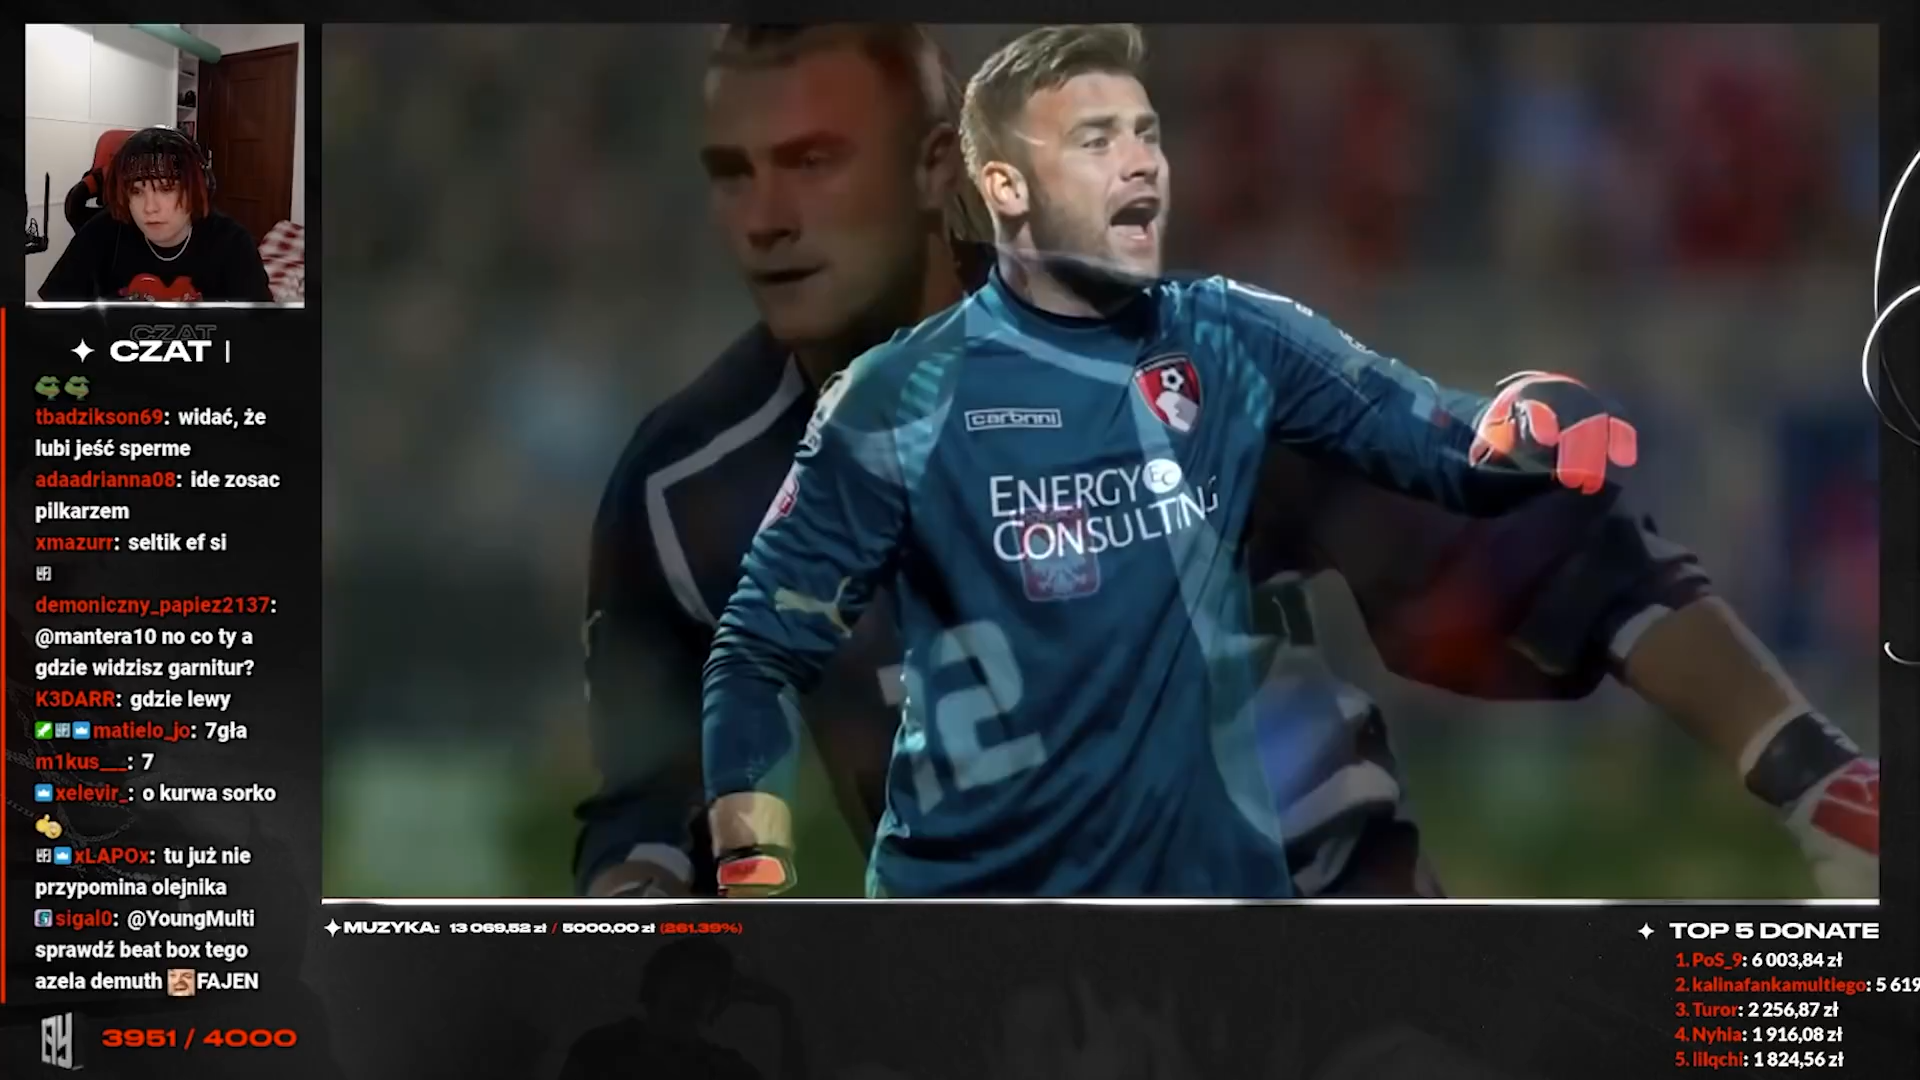 CZAT
CZAT |
tbadzikson69: widać, że
lubi jeść sperme
adaadrianna08: ide zosac
pilkarzem
xmazurr: seltik ef si
demoniczny_papiez2137:
@mantera10 no co ty a
gdzie widzisz garnitur?
K3DARR: gdzie lewy
matielo_jo: 7gła
m1kus__: 7
xelevir_: o kurwa sorko
xLAPOx: tu już nie
przypomina olejnika
sigal0: @YoungMulti
sprawdź beat box tego
azela demuth FAJEN
3951 / 4000
carbrini
ENERGY EC
CONSULTING
12
MUZYKA: 13 069,52 zł / 5000,00 zł (261.39%)
TOP 5 DONATE
1. PoS_9: 6 003,84 zł
2. kalinafankamultiego: 5 619
3. Turor: 2 256,87 zł
4. Nyhla: 1 916,08 zł
5. lilqchi: 1 824,56 zł